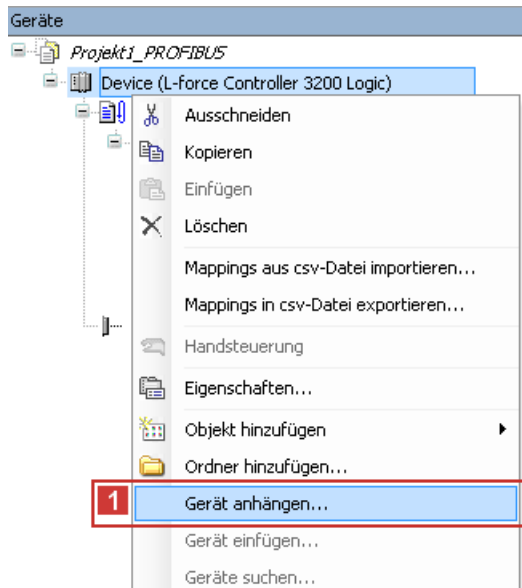 Geräte
Projekt1_PROFIBUS
Device (L-force Controller 3200 Logic)
Ausschneiden
Kopieren
Einfügen
Löschen
Mappings aus csv-Datei importieren...
Mappings in csv-Datei exportieren...
Handsteuerung
Eigenschaften...
Objekt hinzufügen
Ordner hinzufügen...
1 Gerät anhängen...
Gerät einfügen...
Geräte suchen...